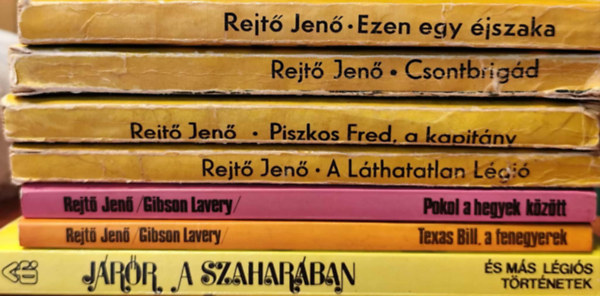 Rejtő Jenő • Ezen egy éjszaka
Rejtő Jenő • Csontbrigád
Rejtő Jenő • Piszkos Fred, a kapitány
Rejtő Jenő • A Láthatatlan Légió
Rejtő Jenő /Gibson Lavery/ Pokol a hegyek között
Rejtő Jenő /Gibson Lavery/ Texas Bill, a fenegyerek
JÁRŐR A SZAHARÁBAN ÉS MÁS LÉGIÓS
TÖRTÉNETEK